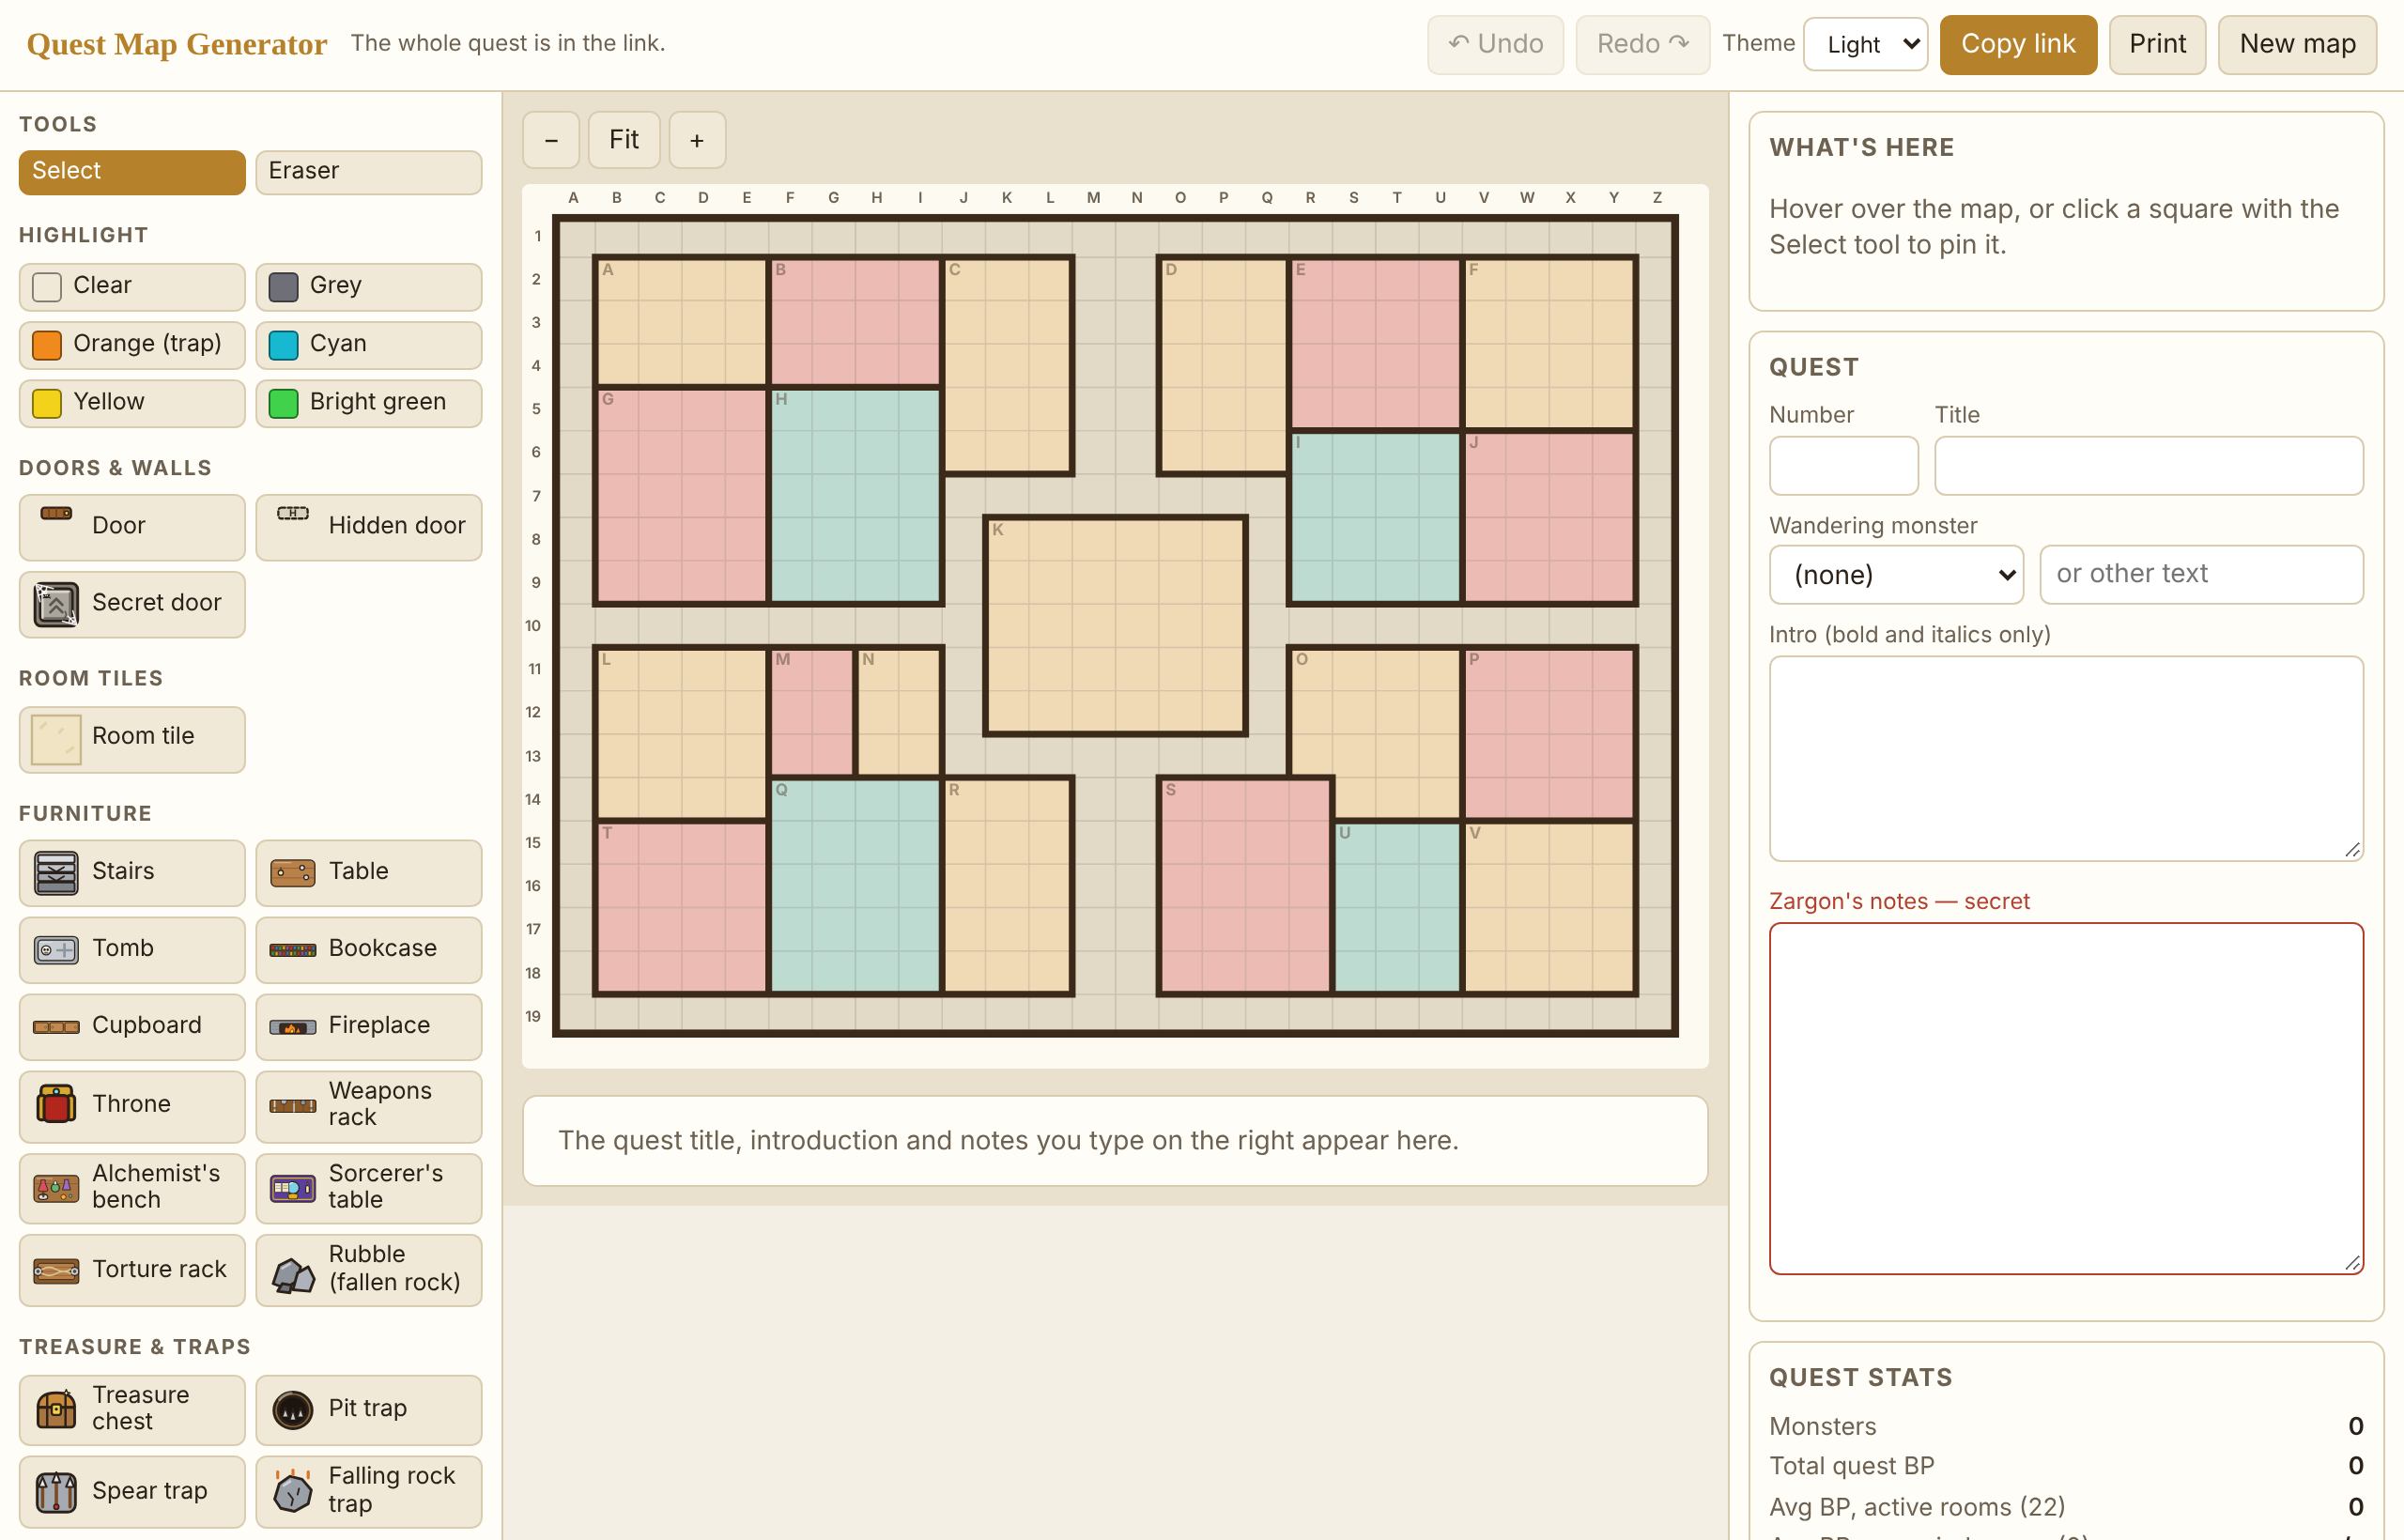 Quest Map Generator
The whole quest is in the link.
↶ Undo
Redo ↷
Theme
Light
Copy link
Print
New map
TOOLS
Select
Eraser
HIGHLIGHT
Clear
Grey
Orange (trap)
Cyan
Yellow
Bright green
DOORS & WALLS
Door
H
Hidden door
Secret door
ROOM TILES
Room tile
FURNITURE
Stairs
Table
Tomb
Bookcase
Cupboard
Fireplace
Throne
Weapons
rack
Alchemist's
bench
Sorcerer's
table
Torture rack
Rubble
(fallen rock)
TREASURE & TRAPS
Treasure
chest
Pit trap
Spear trap
Falling rock
trap
−
Fit
+
A B C D E F G H I J K L M N O P Q R S T U V W X Y Z
1
2
3
4
5
6
7
8
9
10
11
12
13
14
15
16
17
18
19
A B C D E F
G H
I J
K
L M N O P
Q R S
T U V
The quest title, introduction and notes you type on the right appear here.
WHAT'S HERE
Hover over the map, or click a square with the
Select tool to pin it.
QUEST
Number
Title
Wandering monster
(none)
or other text
Intro (bold and italics only)
Zargon's notes — secret
QUEST STATS
Monsters 0
Total quest BP 0
Avg BP, active rooms (22) 0